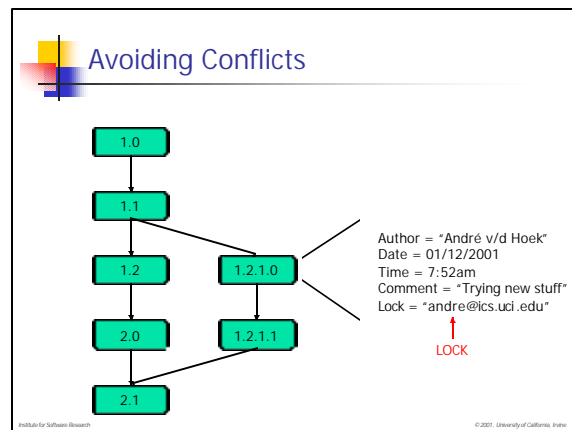 Avoiding Conflicts
1.0
1.1
1.2
1.2.1.0
2.0
1.2.1.1
2.1
Author = "André v/d Hoek"
Date = 01/12/2001
Time = 7:52am
Comment = "Trying new stuff"
Lock = "andre@ics.uci.edu"
LOCK
Institute for Software Research
© 2001, University of California, Irvine